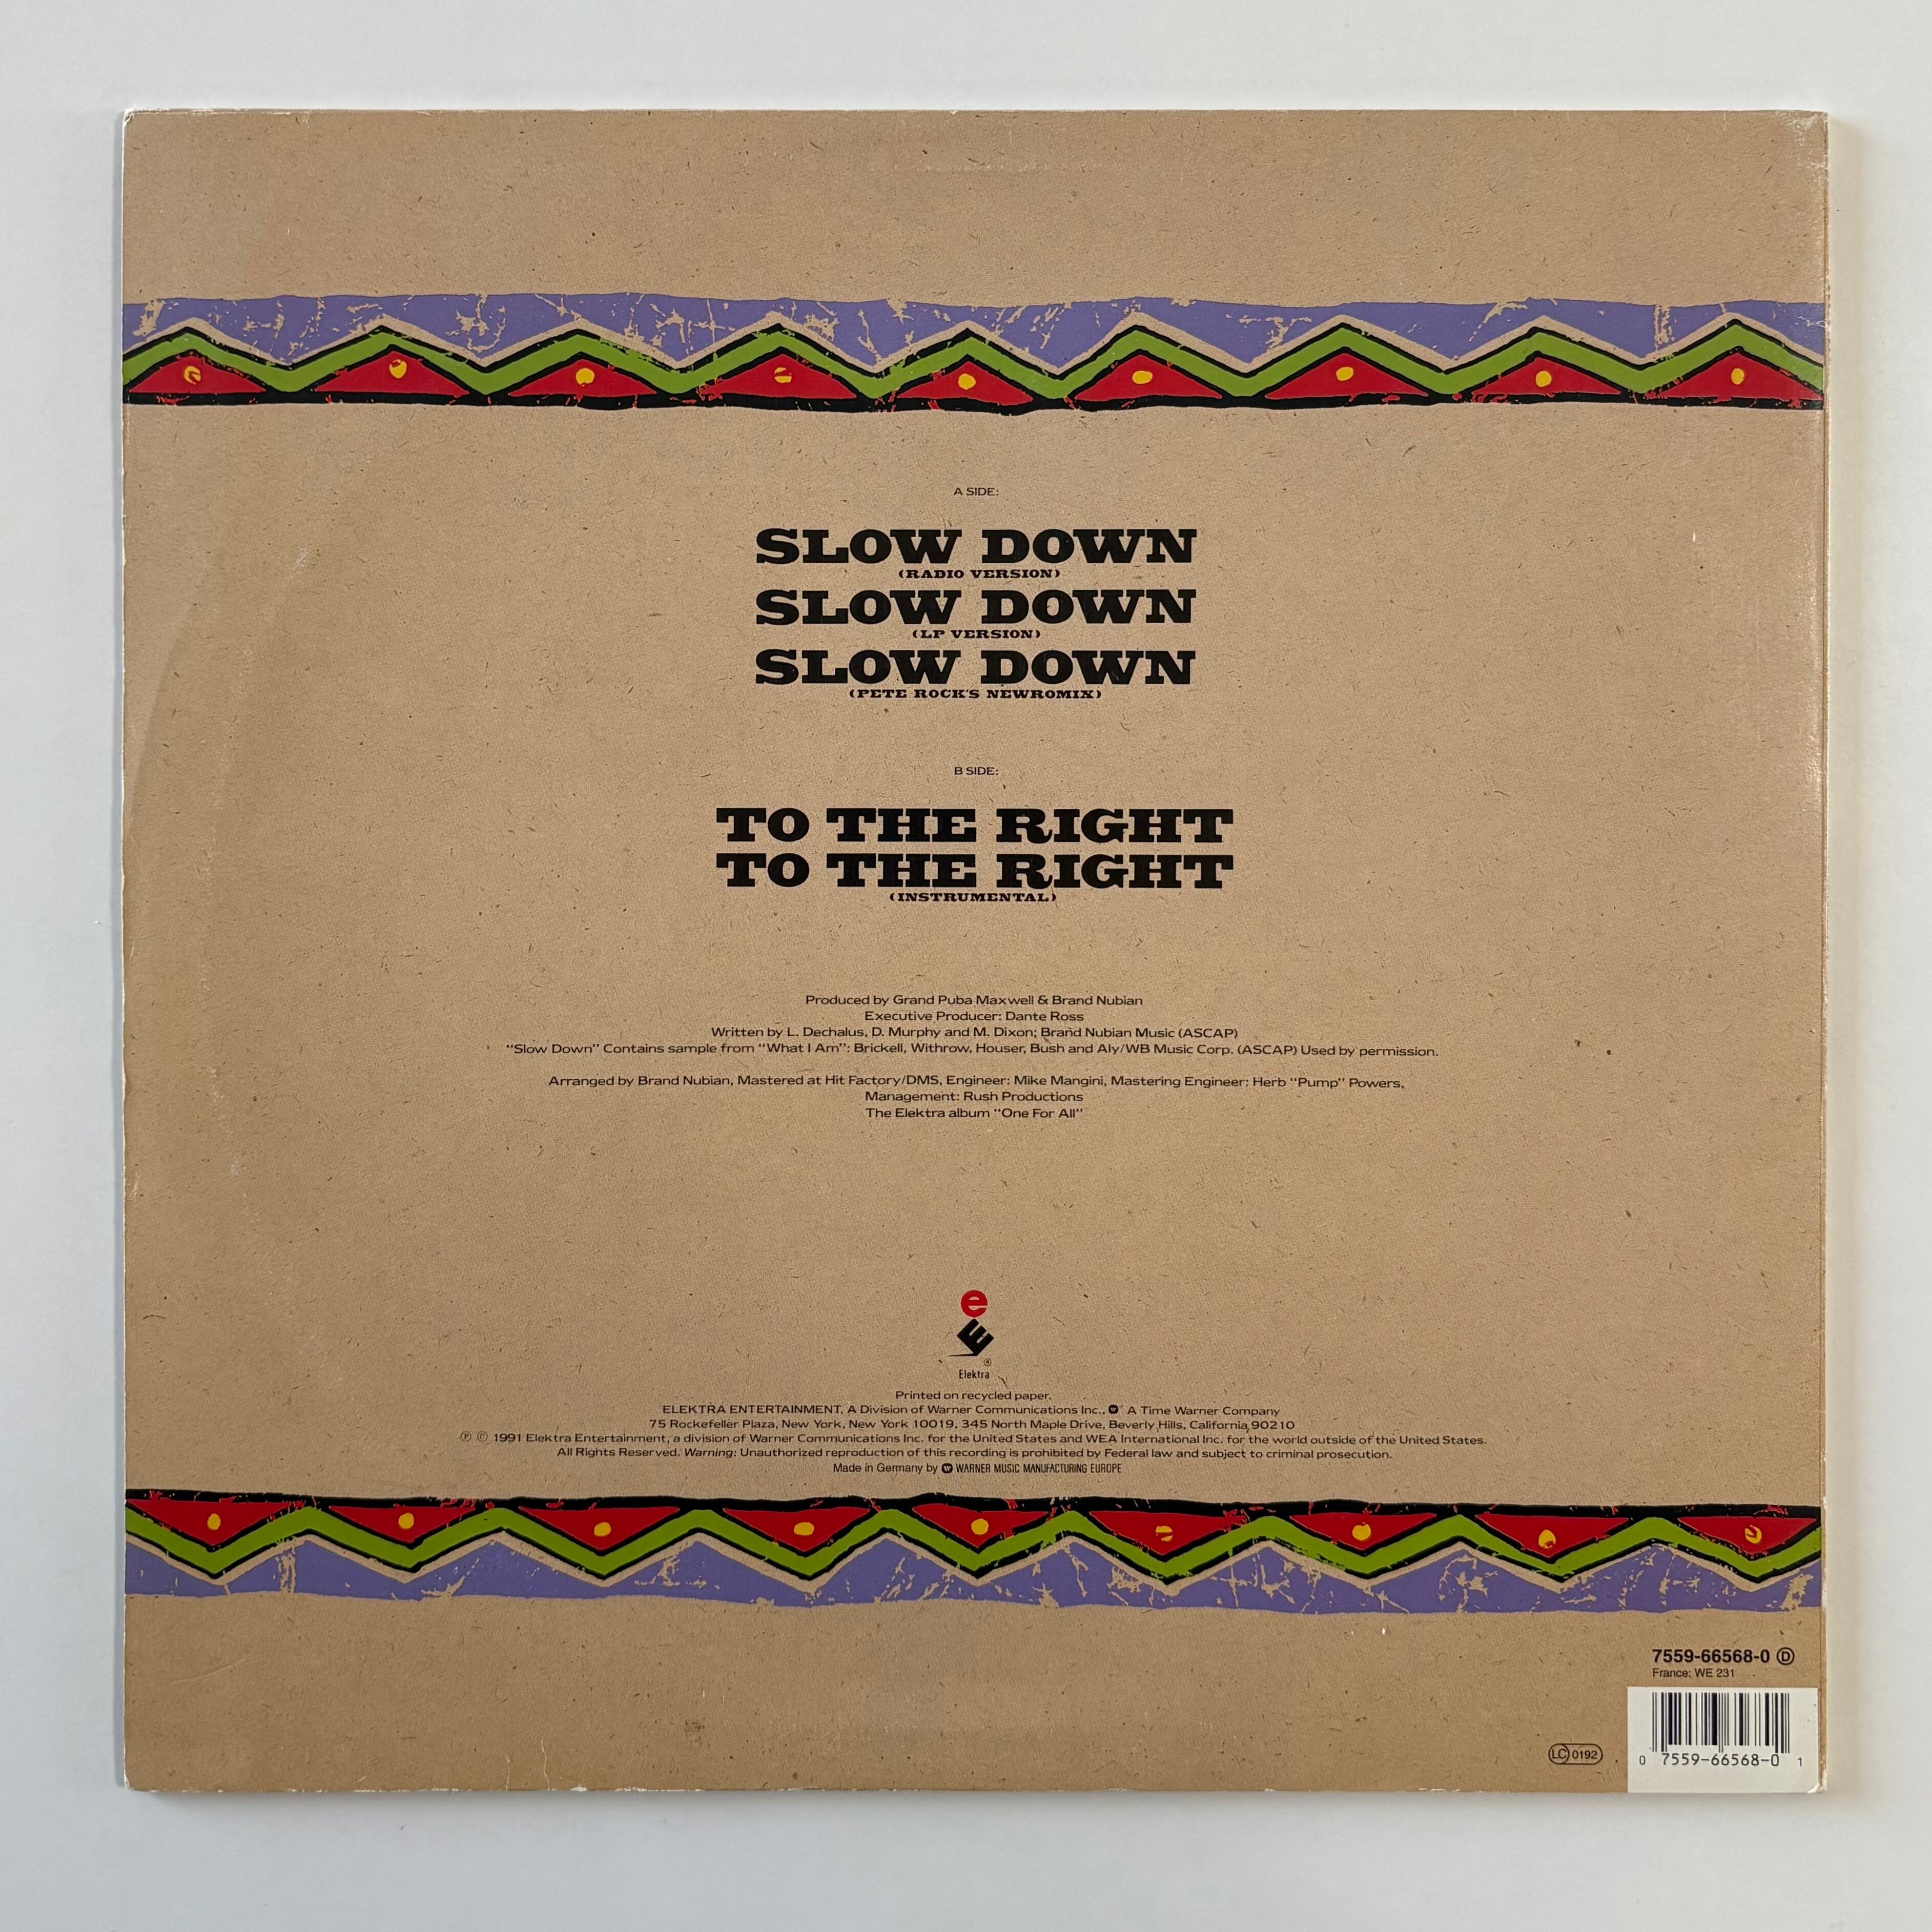 A SIDE:
SLOW DOWN
(RADIO VERSION)
SLOW DOWN
(LP VERSION)
SLOW DOWN
(PETE ROCK'S NEWROMIX)
B SIDE:
TO THE RIGHT
TO THE RIGHT
(INSTRUMENTAL)
Produced by Grand Puba Maxwell & Brand Nubian
Executive Producer: Dante Ross
Written by L. Dechalus, D. Murphy and M. Dixon; Brand Nubian Music (ASCAP)
"Slow Down" Contains sample from "What I Am": Brickell, Withrow, Houser, Bush and Aly/WB Music Corp. (ASCAP) Used by permission.
Arranged by Brand Nubian, Mastered at Hit Factory/DMS, Engineer: Mike Mangini, Mastering Engineer: Herb "Pump" Powers,
Management: Rush Productions
The Elektra album "One For All"
e
E
®
Elektra
Printed on recycled paper.
ELEKTRA ENTERTAINMENT, A Division of Warner Communications Inc., A Time Warner Company
75 Rockefeller Plaza, New York, New York 10019, 345 North Maple Drive, Beverly Hills, California 90210
℗ © 1991 Elektra Entertainment, a division of Warner Communications Inc. for the United States and WEA International Inc. for the world outside of the United States.
All Rights Reserved. Warning: Unauthorized reproduction of this recording is prohibited by Federal law and subject to criminal prosecution.
Made in Germany by WARNER MUSIC MANUFACTURING EUROPE
7559-66568-0 Ⓓ
France: WE 231
LC 0192
0 7559-66568-0 1